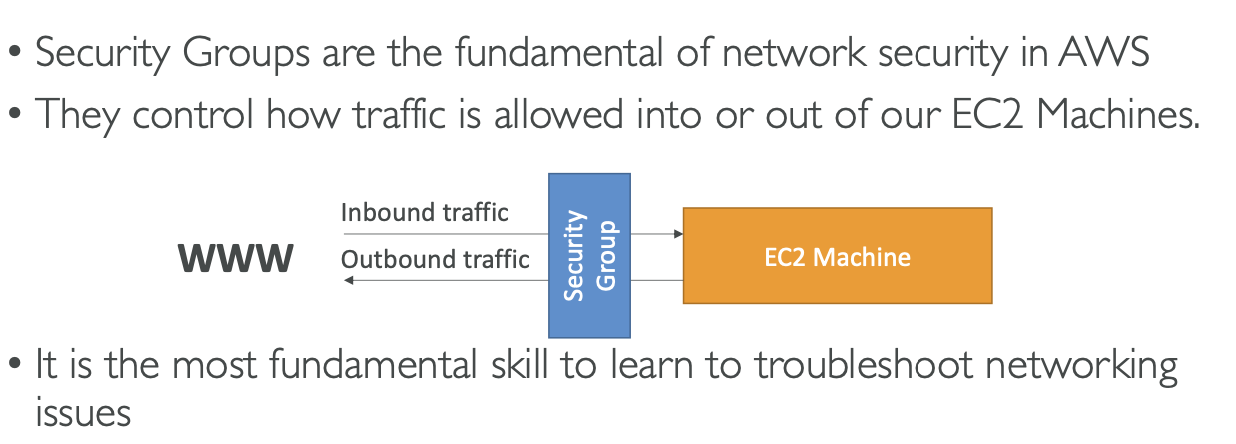 • Security Groups are the fundamental of network security in AWS
• They control how traffic is allowed into or out of our EC2 Machines.
Inbound traffic
WWW
Outbound traffic
Security
Group
EC2 Machine
• It is the most fundamental skill to learn to troubleshoot networking
issues